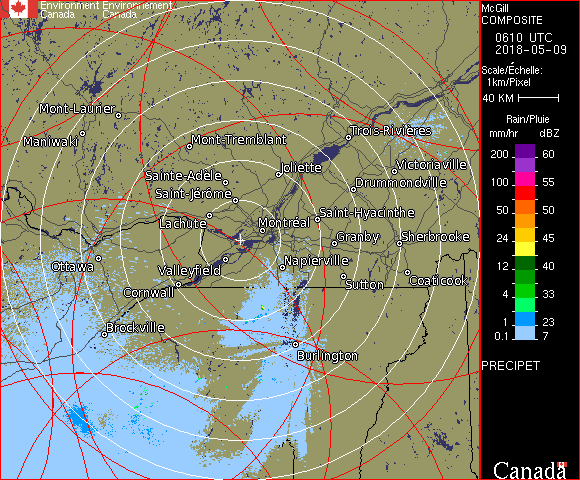 Environment Environnement
Canada Canada
McGill
COMPOSITE
0610 UTC
2018-05-09
Scale/Échelle:
1km/Pixel
40 KM
Rain/Pluie
mm/hr dBZ
200 60
100 55
50 50
24 45
12 40
4 33
1 23
0.1 7
PRECIPET
Canada
Mont-Laurier
Maniwaki
Mont-Tremblant
Trois-Rivières
Sainte-Adèle
Joliette
Victoriaville
Saint-Jérôme
Drummondville
Lachute
Montréal
Saint-Hyacinthe
Granby
Sherbrooke
Ottawa
Valleyfield
Napierville
Cornwall
Sutton
Coaticook
Brockville
Burlington